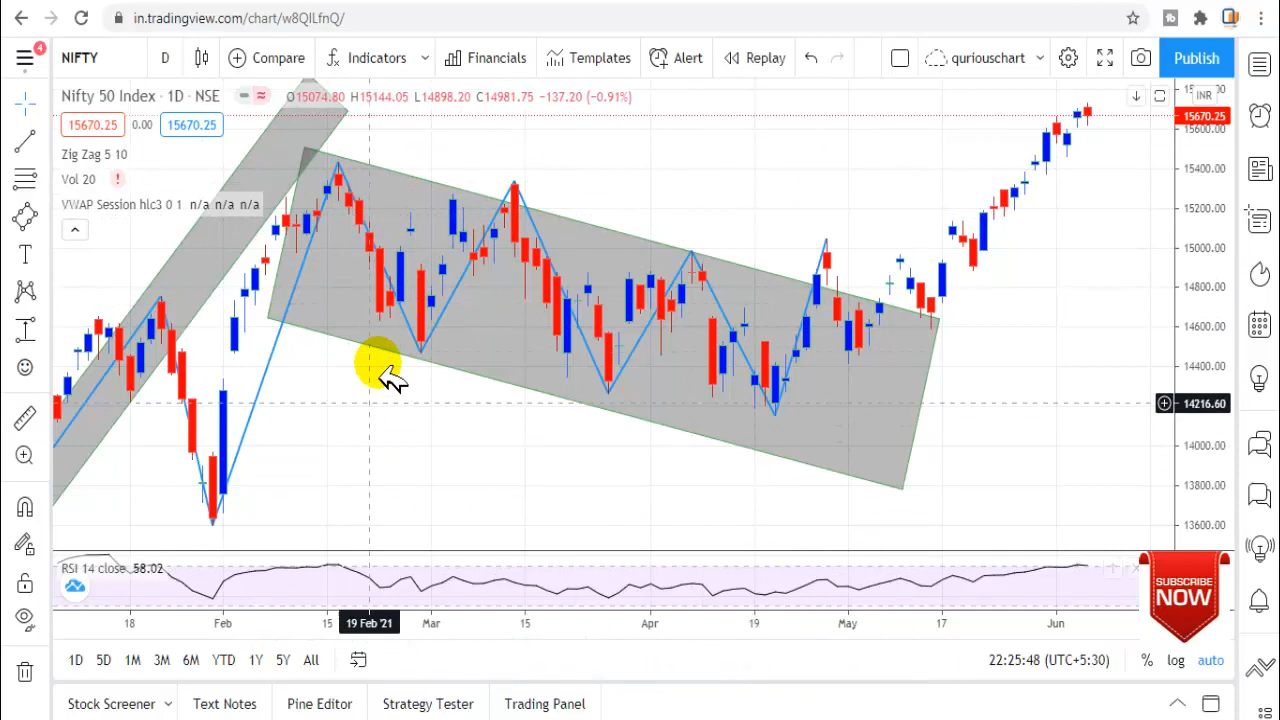 in.tradingview.com/chart/w8QILfnQ/
4 NIFTY D Compare Indicators Financials Templates Alert Replay quriouschart Publish
Nifty 50 Index · 1D · NSE O15074.80 H15144.05 L14898.20 C14981.75 -137.20 (-0.91%) INR
15670.25 0.00 15670.25 15670.25
15600.00
Zig Zag 5 10
15400.00
Vol 20 !
VWAP Session hlc3 0 1 n/a n/a n/a
15200.00
15000.00
14800.00
14600.00
14400.00
14216.60
14000.00
13800.00
13600.00
RSI 14 close 58.02
SUBSCRIBE
NOW
18 Feb 15 19 Feb '21 Mar 15 Apr 19 May 17 Jun
1D 5D 1M 3M 6M YTD 1Y 5Y All 22:25:48 (UTC+5:30) % log auto
Stock Screener Text Notes Pine Editor Strategy Tester Trading Panel